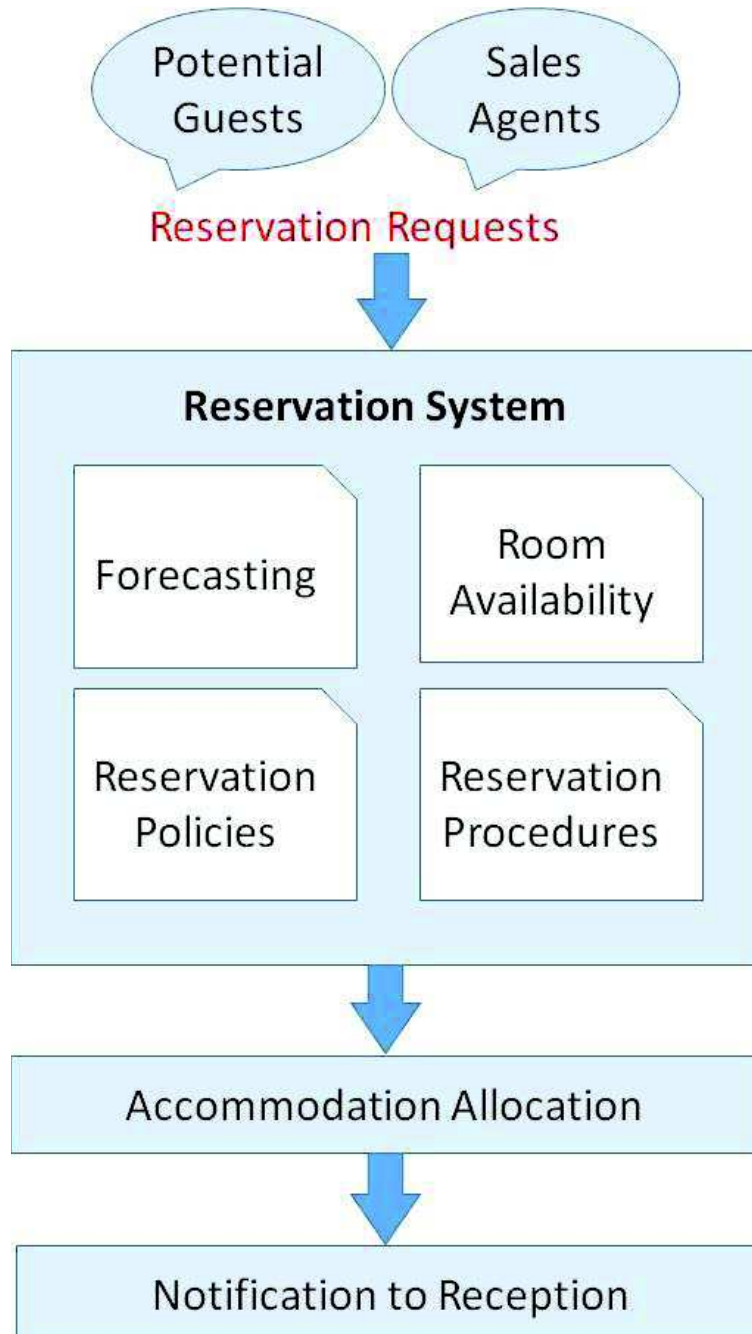 Potential
Guests
Sales
Agents
Reservation Requests
Reservation System
Forecasting
Room
Availability
Reservation
Policies
Reservation
Procedures
Accommodation Allocation
Notification to Reception